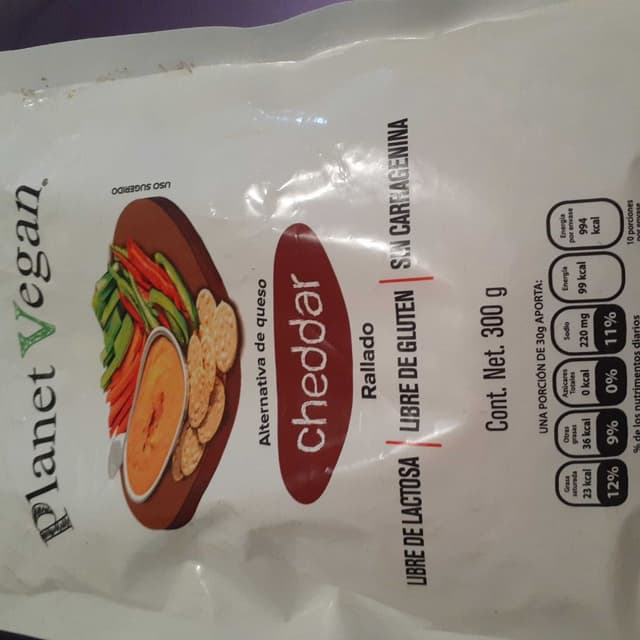 Planet Vegan®
USO SUGERIDO
Alternativa de queso
cheddar
Rallado
LIBRE DE LACTOSA | LIBRE DE GLUTEN | SIN CARRAGENINA
Cont. Net. 300 g
UNA PORCIÓN DE 30g APORTA:
Grasa saturada 23 kcal 12%
Otras grasas 36 kcal 9%
Azúcares Totales 0 kcal 0%
Sodio 220 mg 11%
Energía 99 kcal
Energía por envase 994 kcal
% de los nutrimentos diarios
10 porciones
por envase